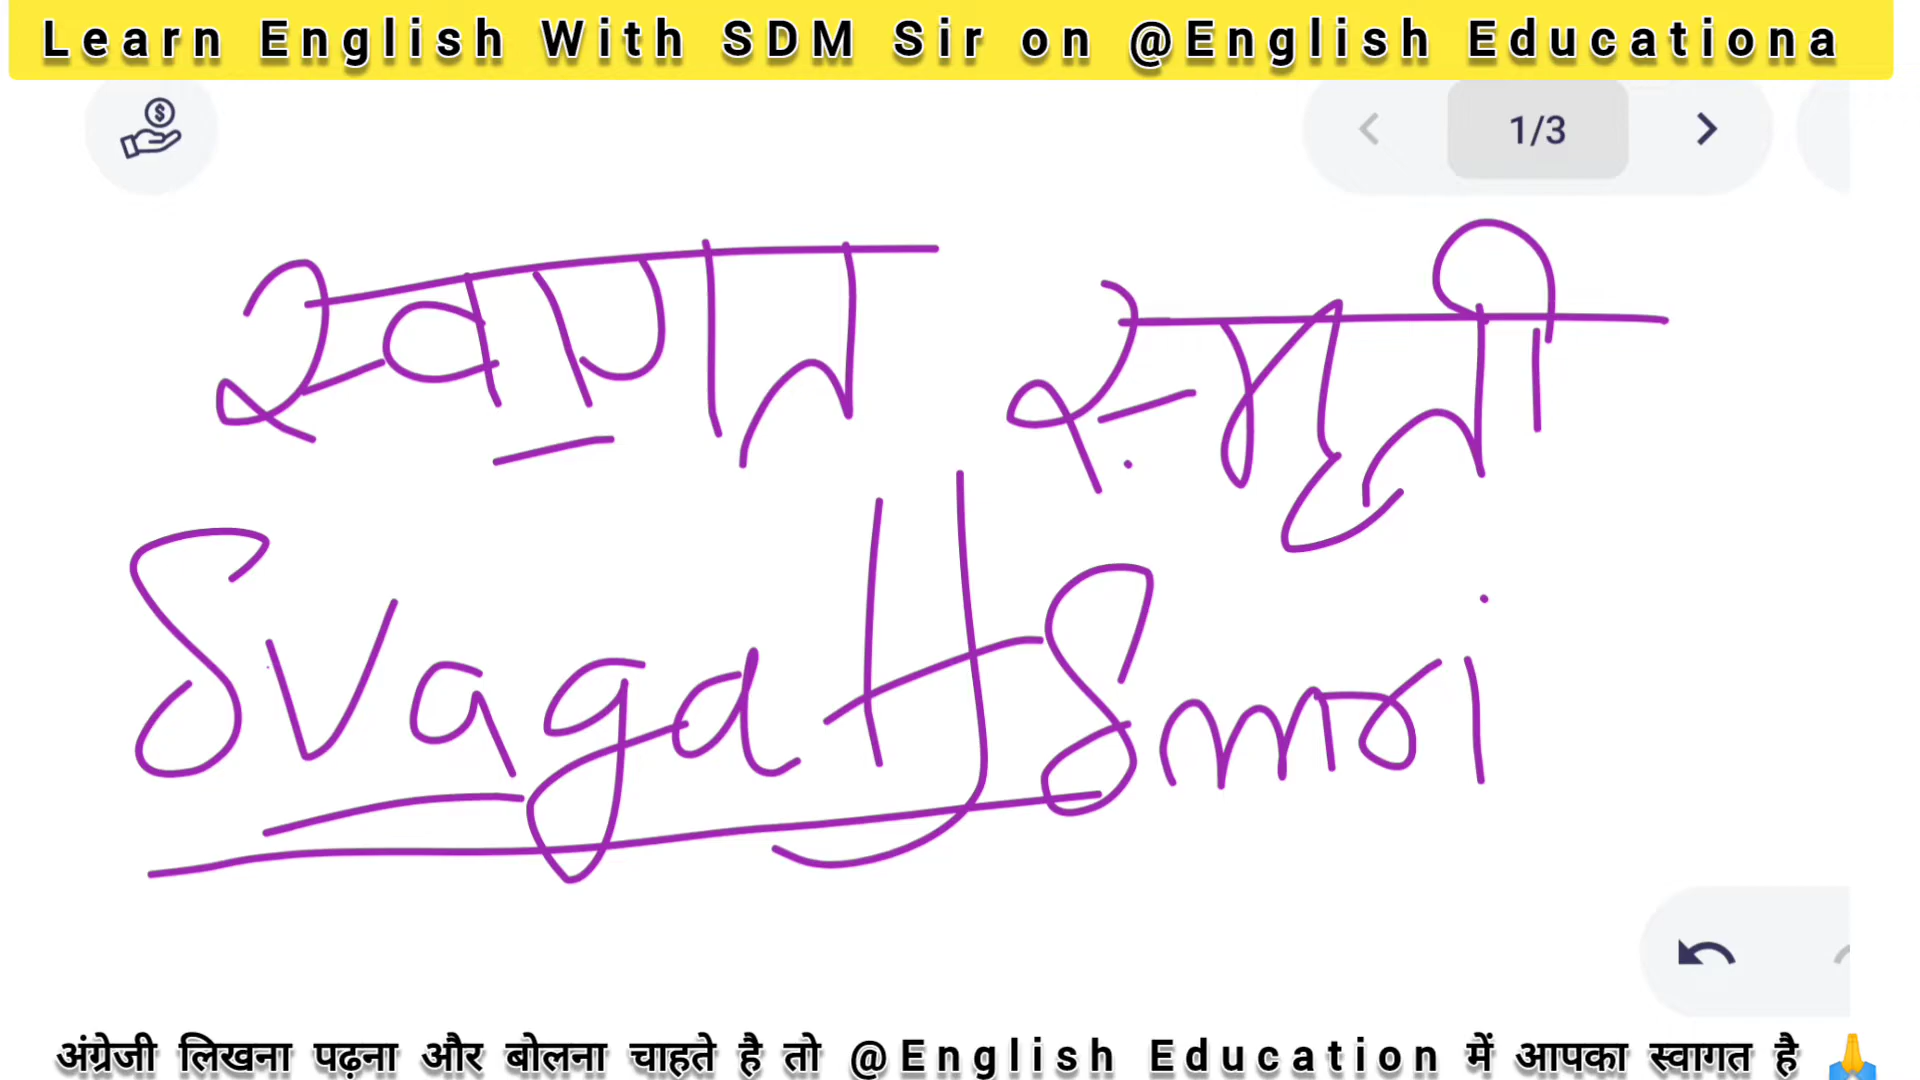 Learn English With SDM Sir on @English Educationa
1/3
स्वागत स्मृति
Svagat Smri
अंग्रेजी लिखना पढ़ना और बोलना चाहते है तो @English Education में आपका स्वागत है 🙏